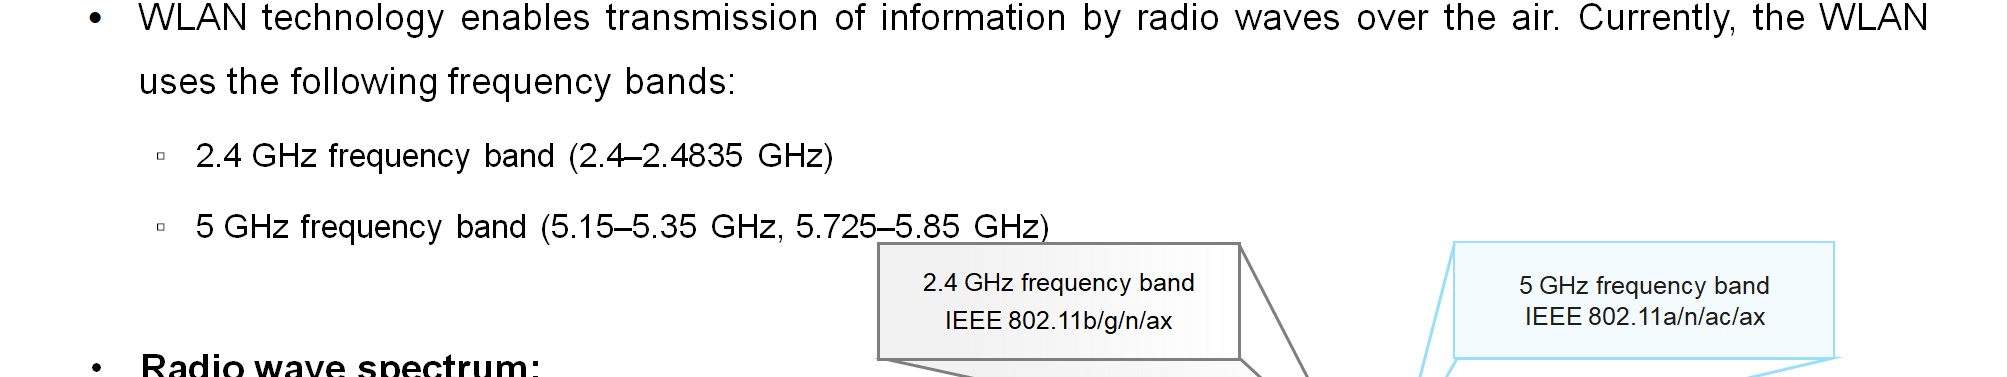 • WLAN technology enables transmission of information by radio waves over the air. Currently, the WLAN
uses the following frequency bands:
▫ 2.4 GHz frequency band (2.4–2.4835 GHz)
▫ 5 GHz frequency band (5.15–5.35 GHz, 5.725–5.85 GHz)
2.4 GHz frequency band
IEEE 802.11b/g/n/ax
5 GHz frequency band
IEEE 802.11a/n/ac/ax
• Radio wave spectrum: